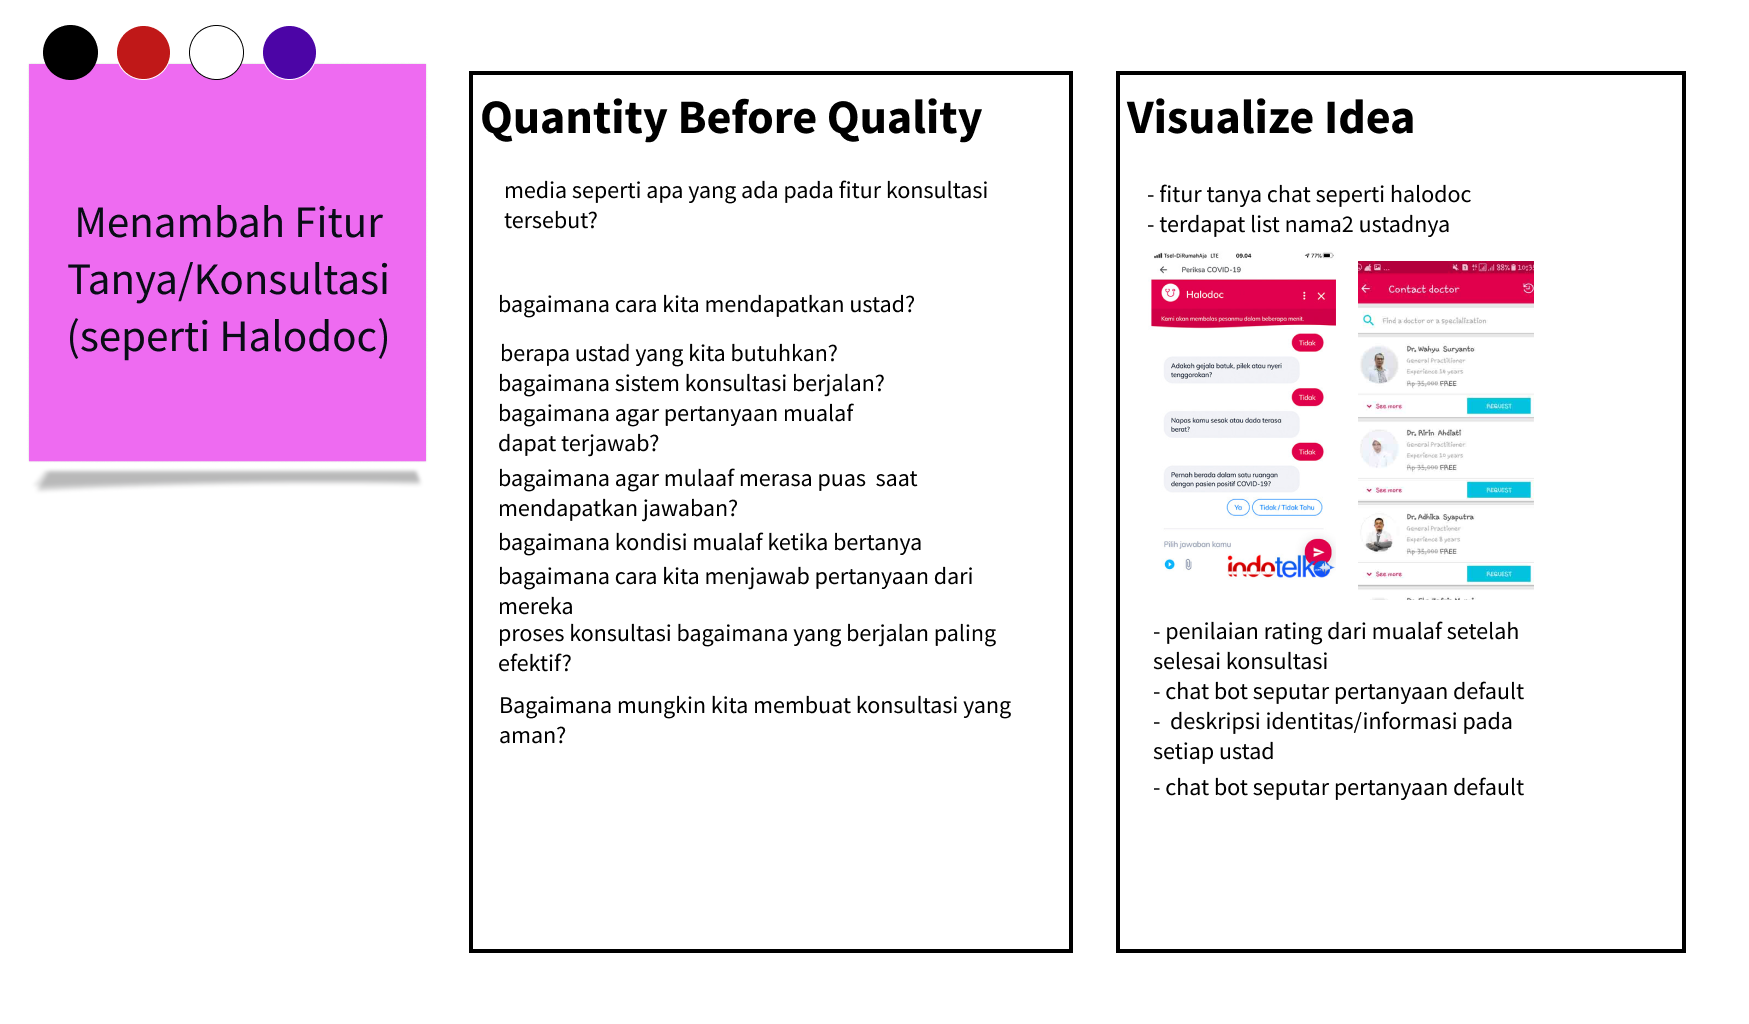 Menambah Fitur
Tanya/Konsultasi
(seperti Halodoc)
Quantity Before Quality
media seperti apa yang ada pada fitur konsultasi
tersebut?
bagaimana cara kita mendapatkan ustad?
berapa ustad yang kita butuhkan?
bagaimana sistem konsultasi berjalan?
bagaimana agar pertanyaan mualaf
dapat terjawab?
bagaimana agar mulaaf merasa puas  saat
mendapatkan jawaban?
bagaimana kondisi mualaf ketika bertanya
bagaimana cara kita menjawab pertanyaan dari
mereka
proses konsultasi bagaimana yang berjalan paling
efektif?
Bagaimana mungkin kita membuat konsultasi yang
aman?
Visualize Idea
- fitur tanya chat seperti halodoc
- terdapat list nama2 ustadnya
Tsel-DiRumahAja LTE 09.04 77%
Periksa COVID-19
Halodoc
Kami akan membalas pesanmu dalam beberapa menit.
Tidak
Adakah gejala batuk, pilek atau nyeri
tenggorokan?
Tidak
Napas kamu sesak atau dada terasa
berat?
Tidak
Pernah berada dalam satu ruangan
dengan pasien positif COVID-19?
Ya
Tidak / Tidak Tahu
Pilih jawaban kamu
indotelko
88%
Contact doctor
Find a doctor or a specialisation
Dr. Wahyu Suryanto
General Practitioner
Rp 35,000 FREE
See more
REQUEST
Dr. Ririn Ahdiati
General Practitioner
Experience 10 years
Rp 35,000 FREE
See more
REQUEST
Dr. Adhika Syaputra
General Practitioner
Experience 5 years
Rp 35,000 FREE
See more
REQUEST
- penilaian rating dari mualaf setelah
selesai konsultasi
- chat bot seputar pertanyaan default
-  deskripsi identitas/informasi pada
setiap ustad
- chat bot seputar pertanyaan default